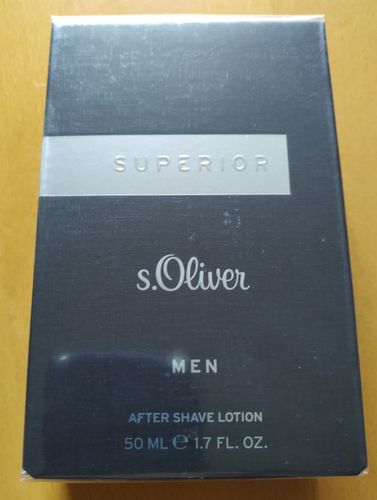 SUPERIOR
s.Oliver
MEN
AFTER SHAVE LOTION
50 ML ℮ 1.7 FL. OZ.